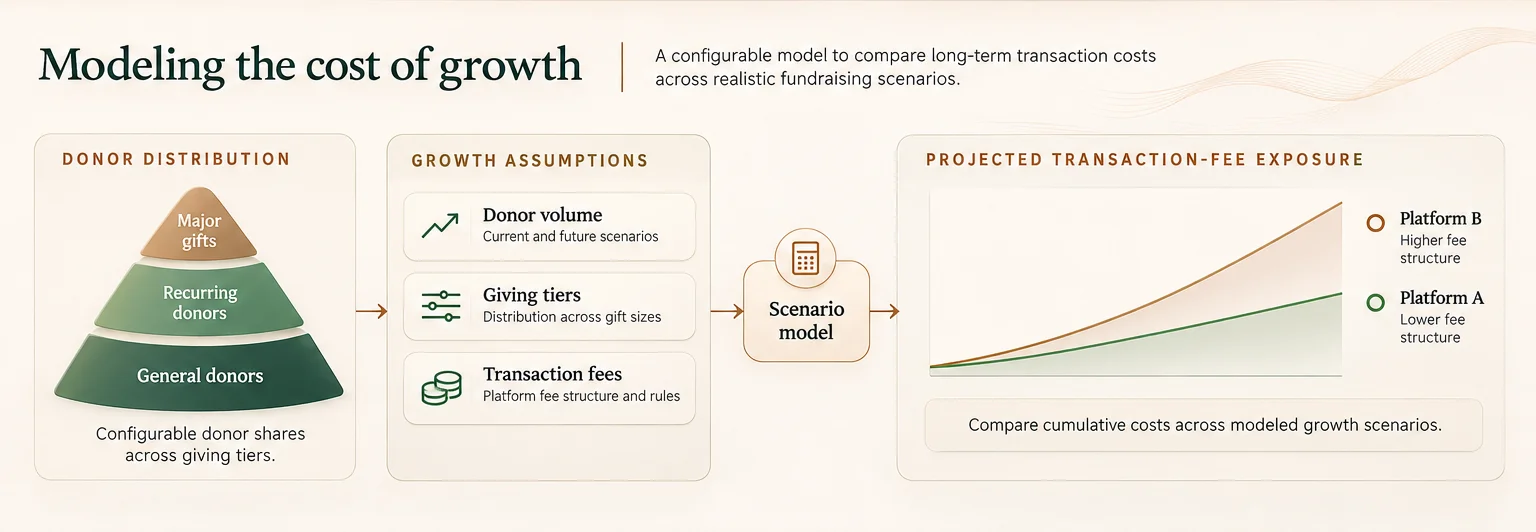 Modeling the cost of growth
A configurable model to compare long-term transaction costs
across realistic fundraising scenarios.
DONOR DISTRIBUTION
Major
gifts
Recurring
donors
General donors
Configurable donor shares
across giving tiers.
GROWTH ASSUMPTIONS
Donor volume
Current and future scenarios
Giving tiers
Distribution across gift sizes
Transaction fees
Platform fee structure and rules
Scenario
model
PROJECTED TRANSACTION-FEE EXPOSURE
Platform B
Higher fee
structure
Platform A
Lower fee
structure
Compare cumulative costs across modeled growth scenarios.